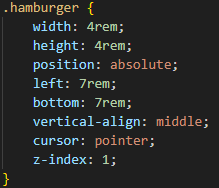 .hamburger {
    width: 4rem;
    height: 4rem;
    position: absolute;
    left: 7rem;
    bottom: 7rem;
    vertical-align: middle;
    cursor: pointer;
    z-index: 1;
}